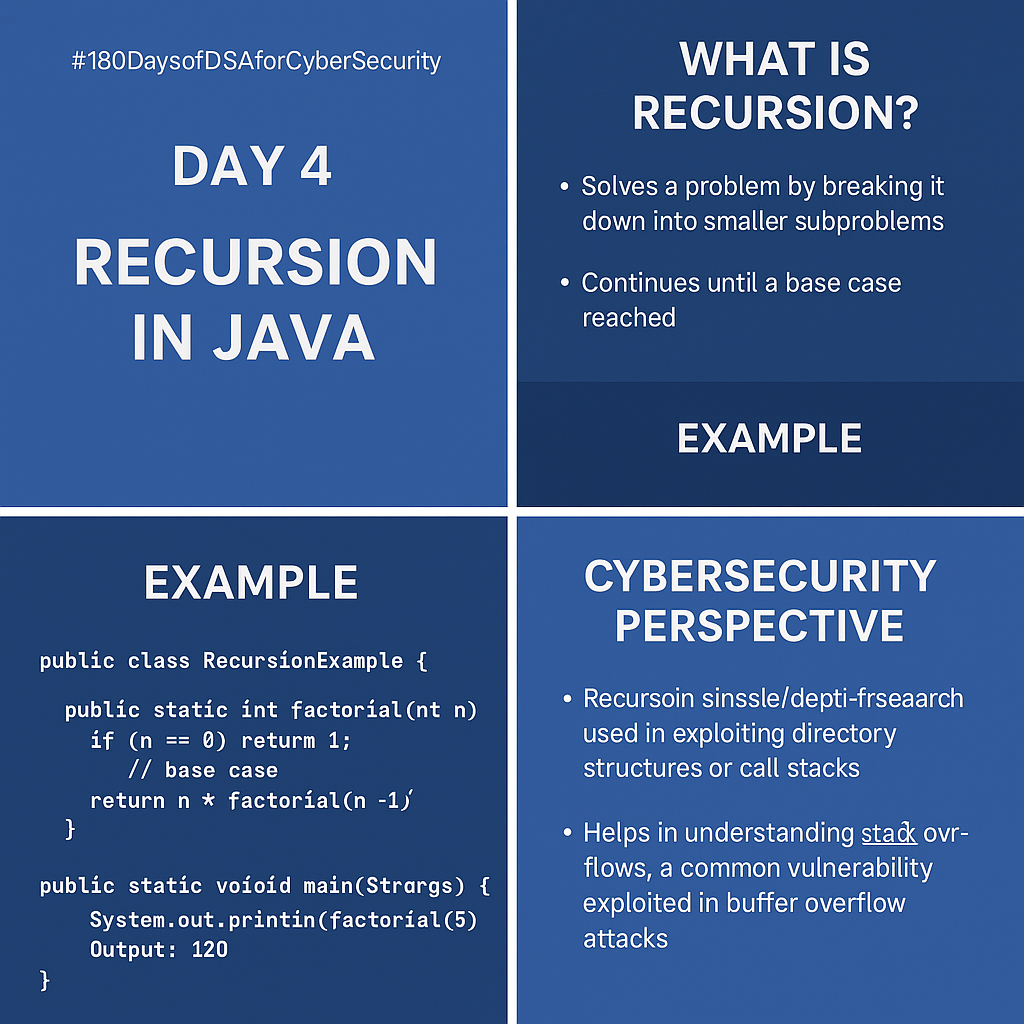 #180DaysofDSAforCyberSecurity
DAY 4
RECURSION
IN JAVA
WHAT IS
RECURSION?
• Solves a problem by breaking it
down into smaller subproblems
• Continues until a base case
reached
EXAMPLE
EXAMPLE
public class RecursionExample {
public static int factorial(nt n)
if (n == 0) returm 1;
// base case
return n * factorial(n -1)
}
public static voioid main(Strargs) {
System.out.printin(factorial(5)
Output: 120
}
CYBERSECURITY
PERSPECTIVE
• Recursoin sinssle/depti-frseaarch
used in exploiting directory
structures or call stacks
• Helps in understanding stack ovr-
flows, a common vulnerability
exploited in buffer overflow
attacks